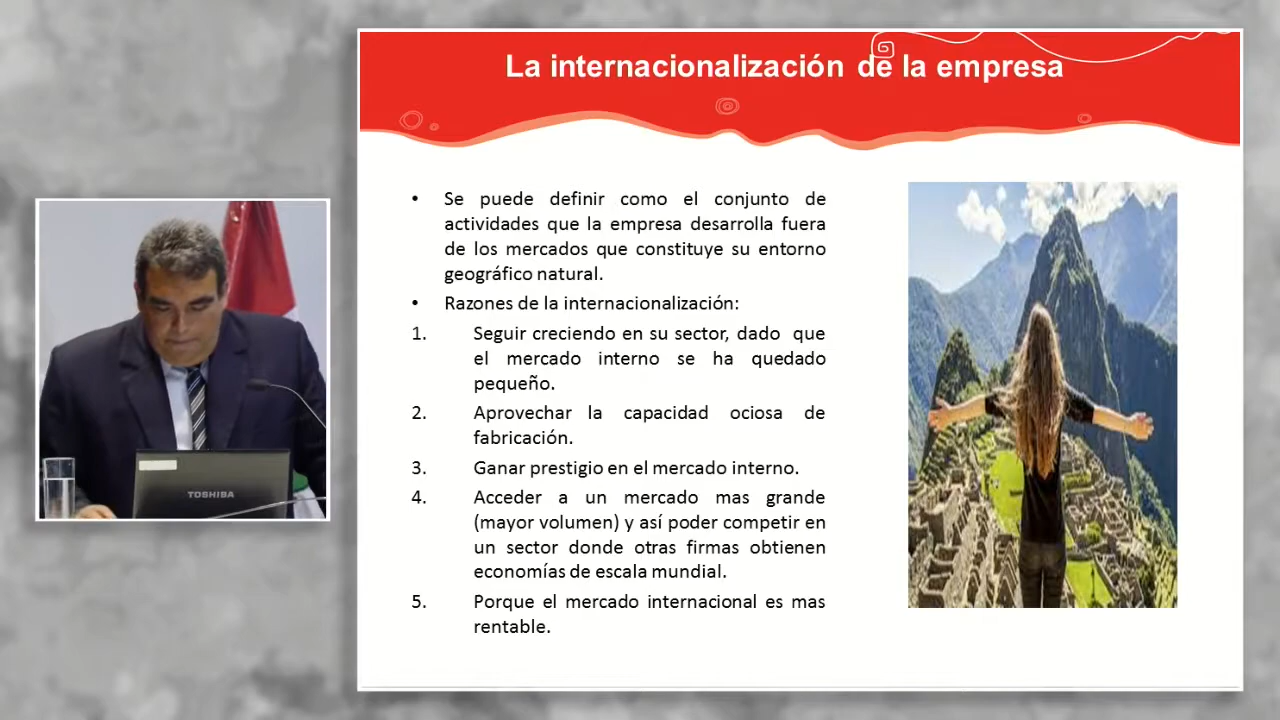 La internacionalización de la empresa
• Se puede definir como el conjunto de
actividades que la empresa desarrolla fuera
de los mercados que constituye su entorno
geográfico natural.
• Razones de la internacionalización:
1. Seguir creciendo en su sector, dado que
el mercado interno se ha quedado
pequeño.
2. Aprovechar la capacidad ociosa de
fabricación.
3. Ganar prestigio en el mercado interno.
4. Acceder a un mercado mas grande
(mayor volumen) y así poder competir en
un sector donde otras firmas obtienen
economías de escala mundial.
5. Porque el mercado internacional es mas
rentable.
TOSHIBA